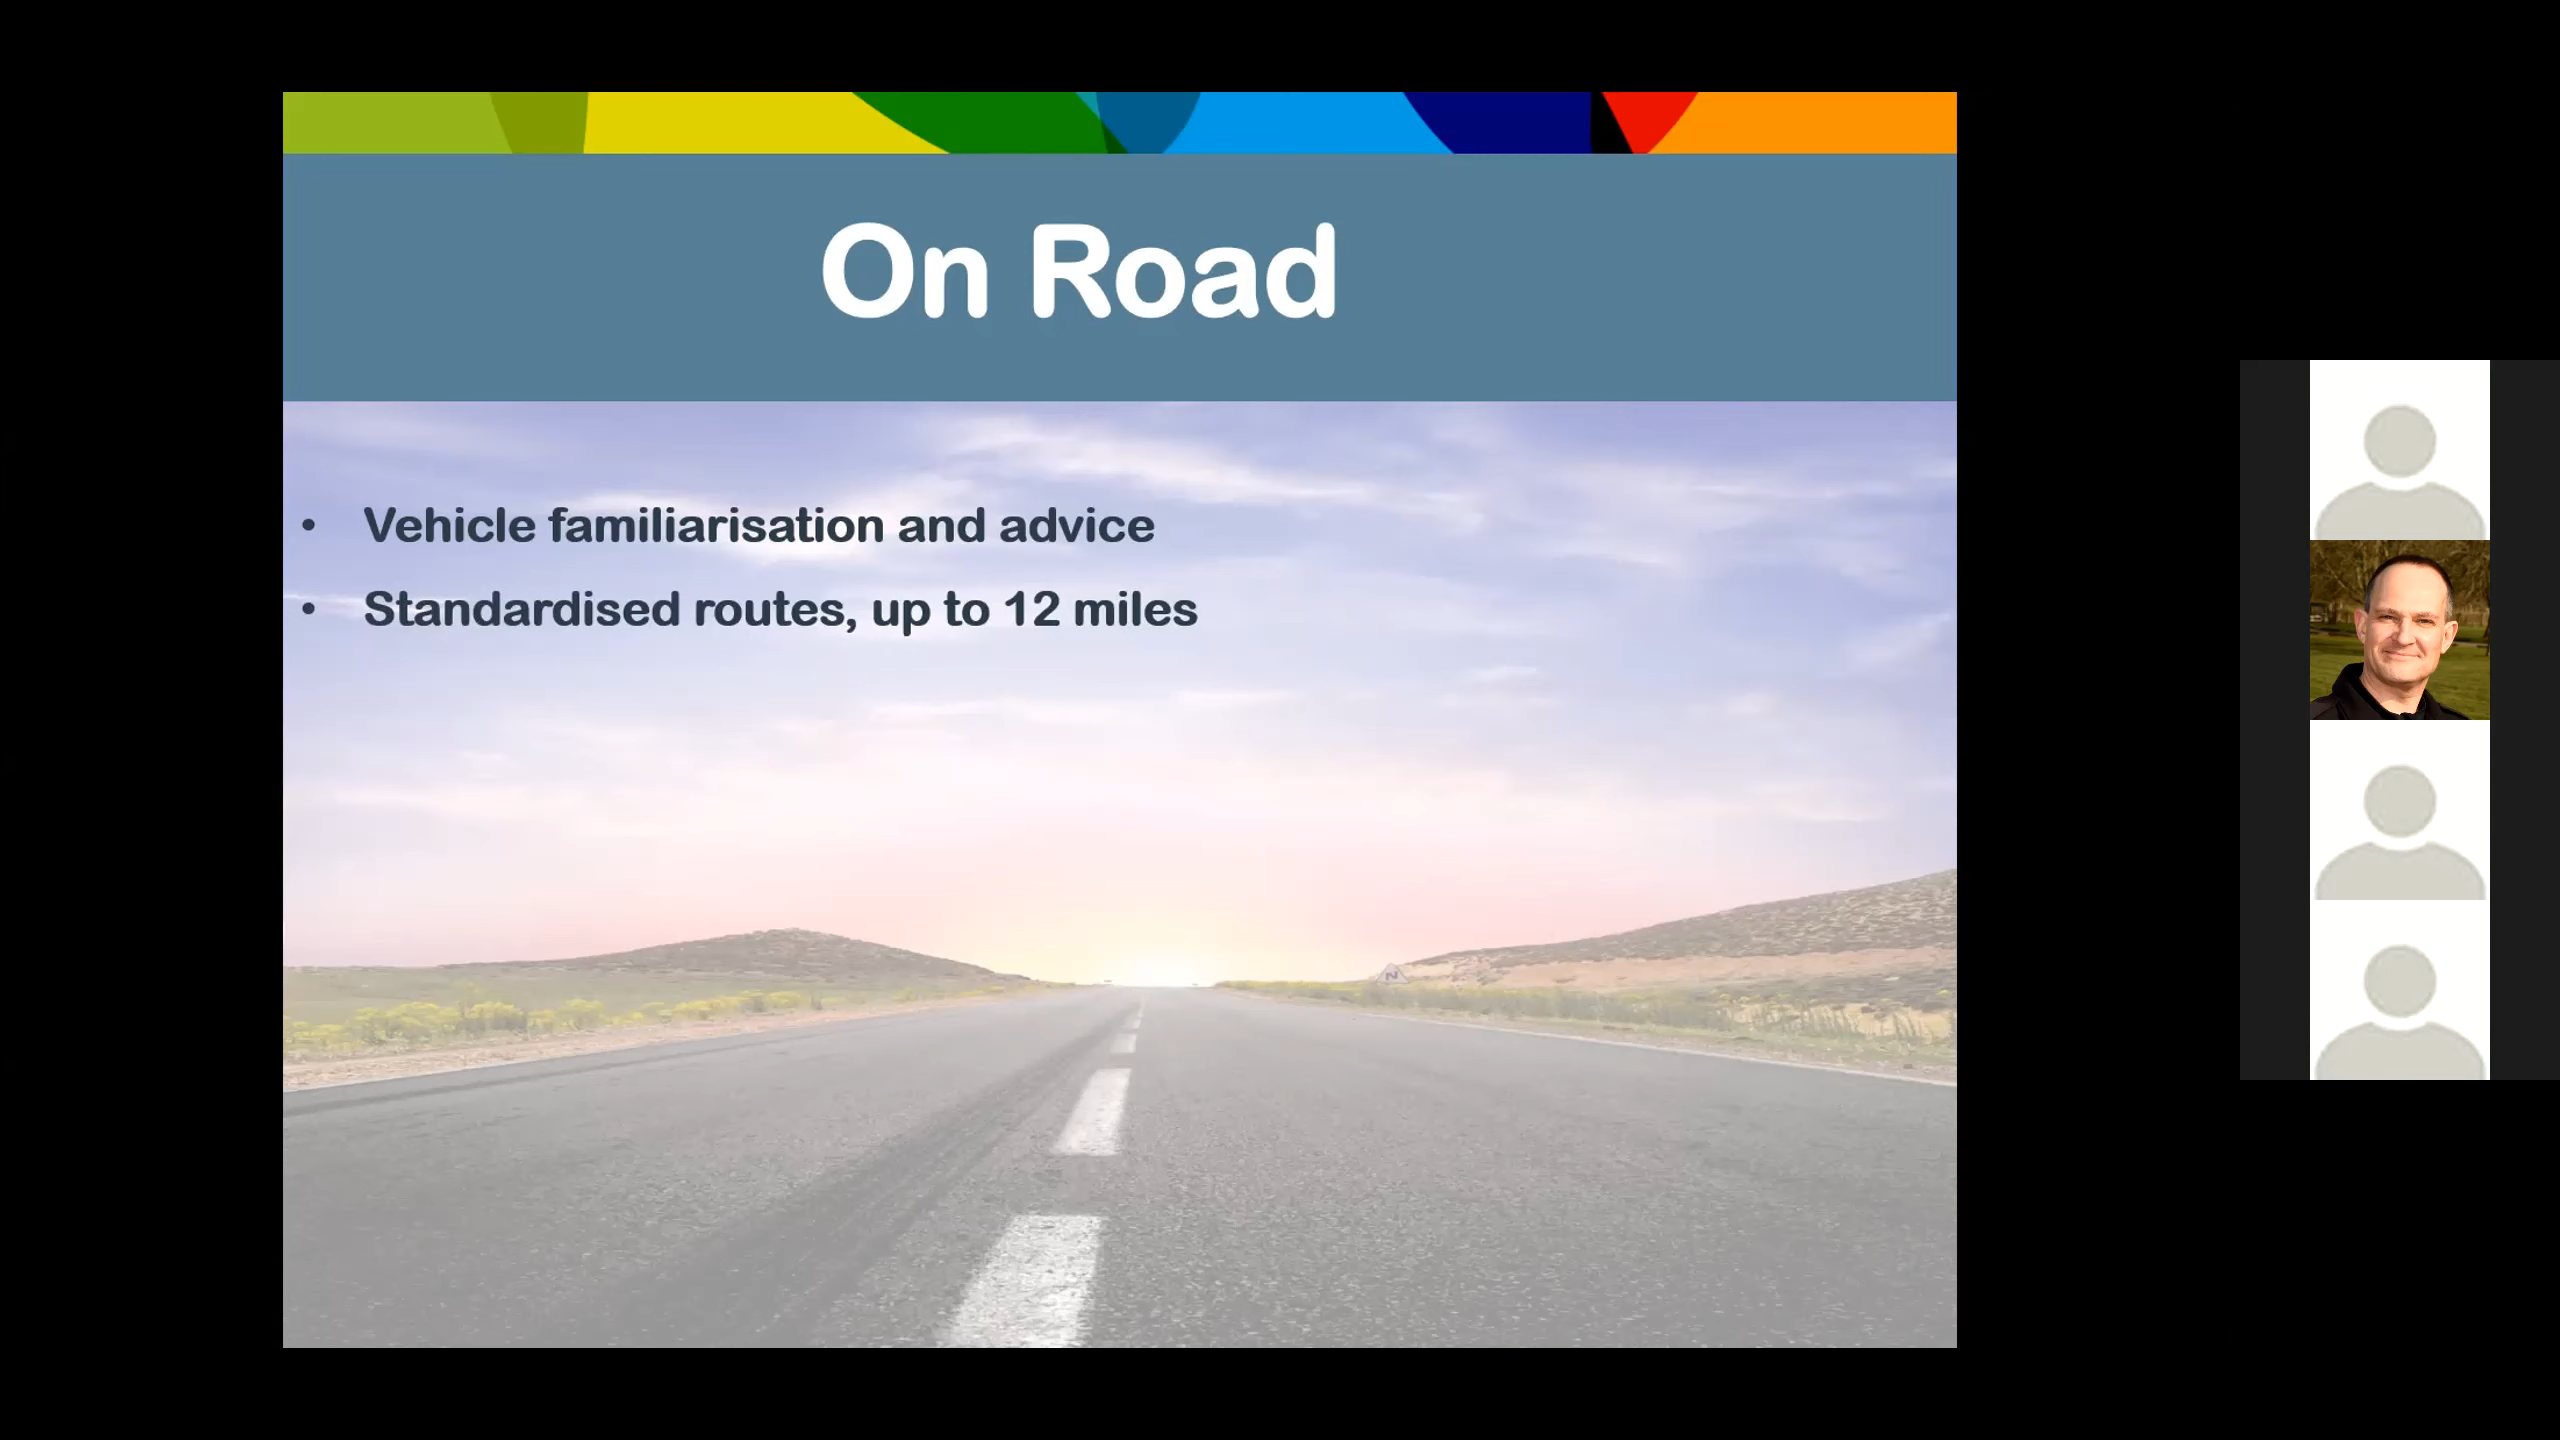 On Road
• Vehicle familiarisation and advice
• Standardised routes, up to 12 miles